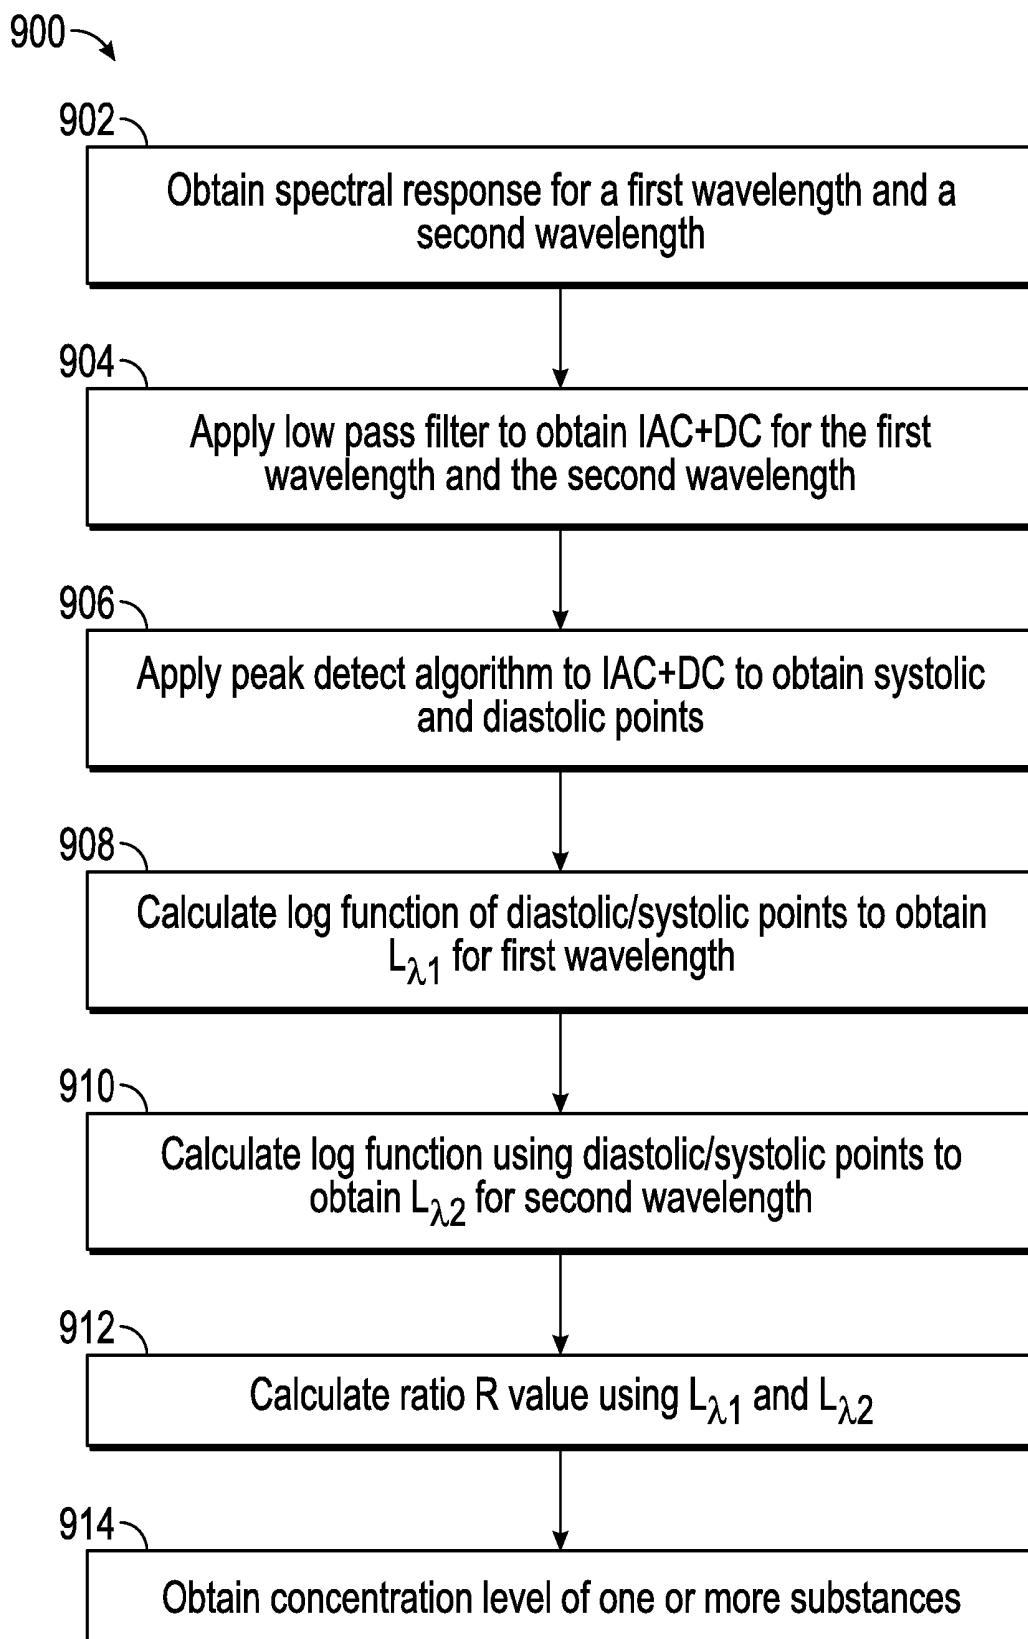 900
902
Obtain spectral response for a first wavelength and a
second wavelength
904
Apply low pass filter to obtain IAC+DC for the first
wavelength and the second wavelength
906
Apply peak detect algorithm to IAC+DC to obtain systolic
and diastolic points
908
Calculate log function of diastolic/systolic points to obtain
Lλ1 for first wavelength
910
Calculate log function using diastolic/systolic points to
obtain Lλ2 for second wavelength
912
Calculate ratio R value using Lλ1 and Lλ2
914
Obtain concentration level of one or more substances